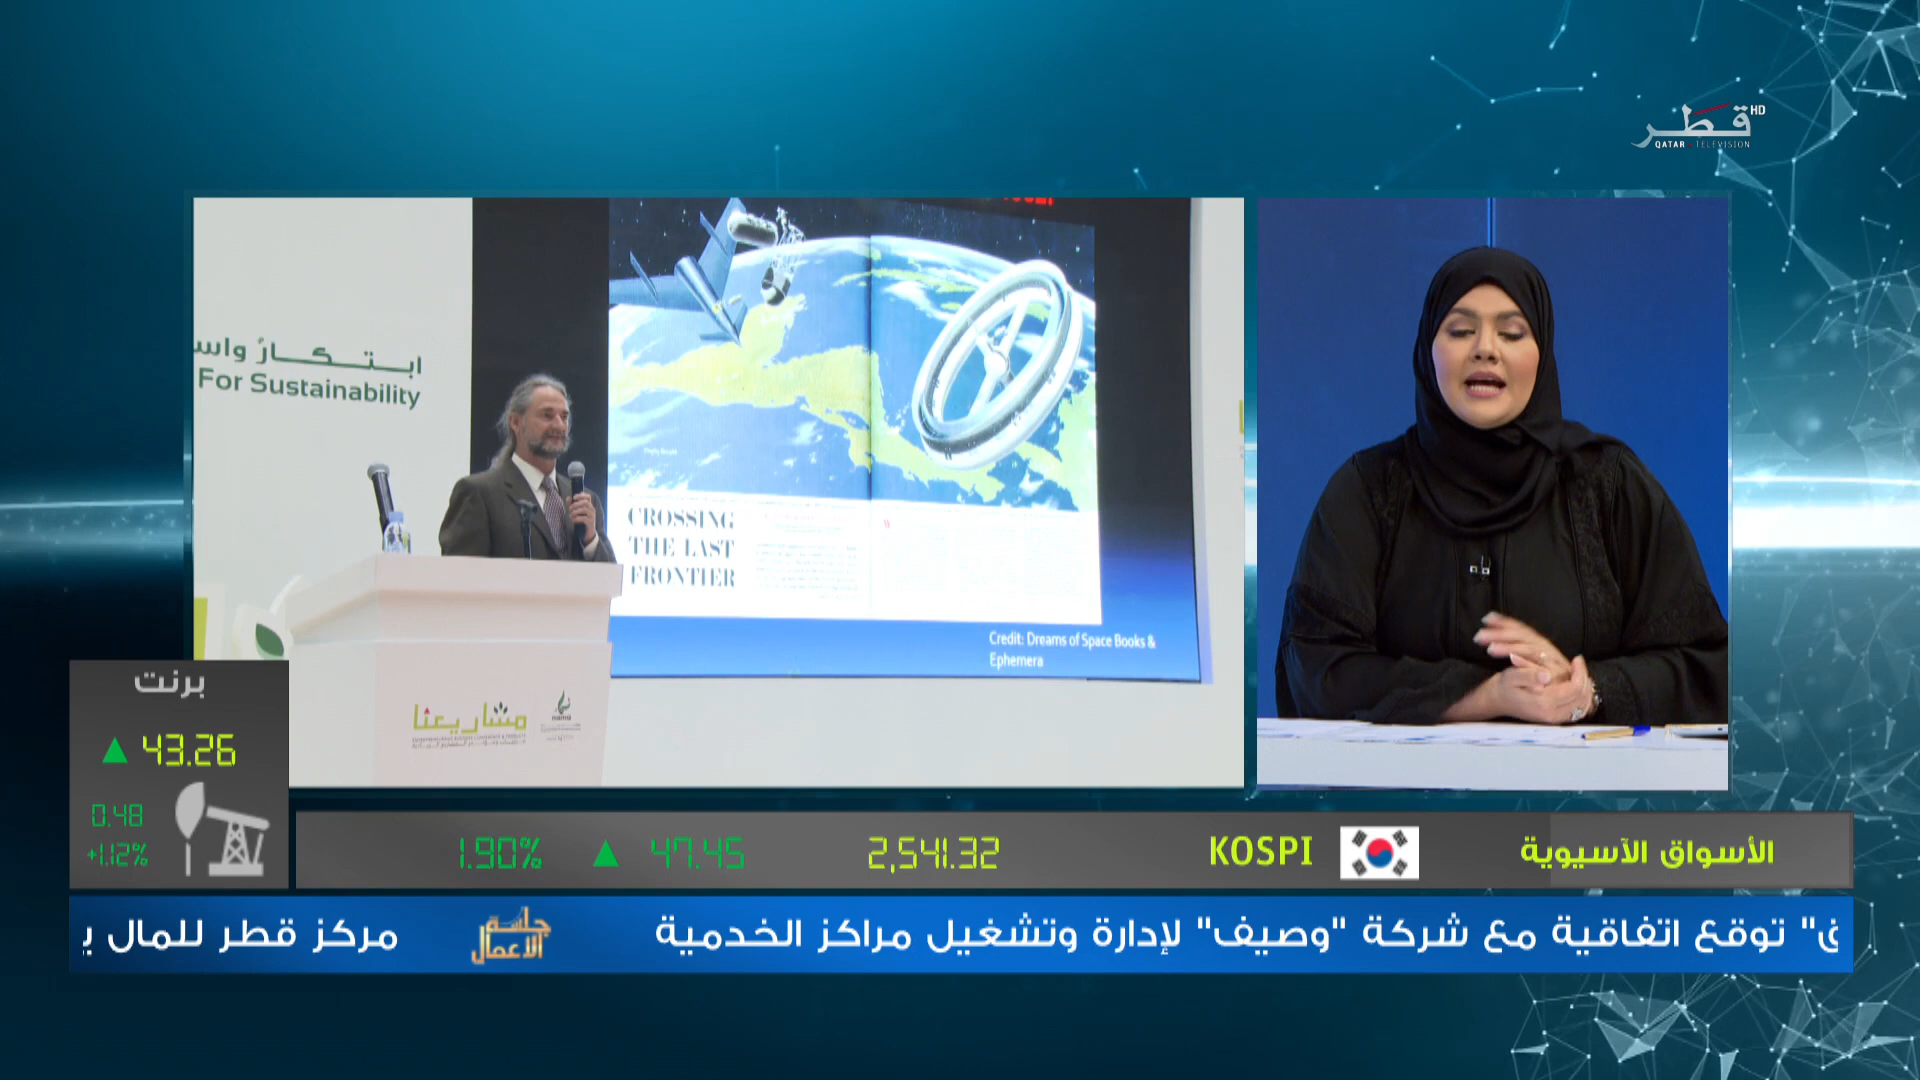 قطر HD
QATAR TELEVISION
ابتكارٌ واس
For Sustainability
CROSSING
THE LAST
FRONTIER
Credit: Dreams of Space Books &
Ephemera
مشاريعنا
نماء
nama
برنت
43.26
0.48
+1.12%
الأسواق الآسيوية
KOSPI
2,541.32
47.45
1.90%
ق" توقع اتفاقية مع شركة "وصيف" لإدارة وتشغيل مراكز الخدمية
جلسة الأعمال
مركز قطر للمال ي